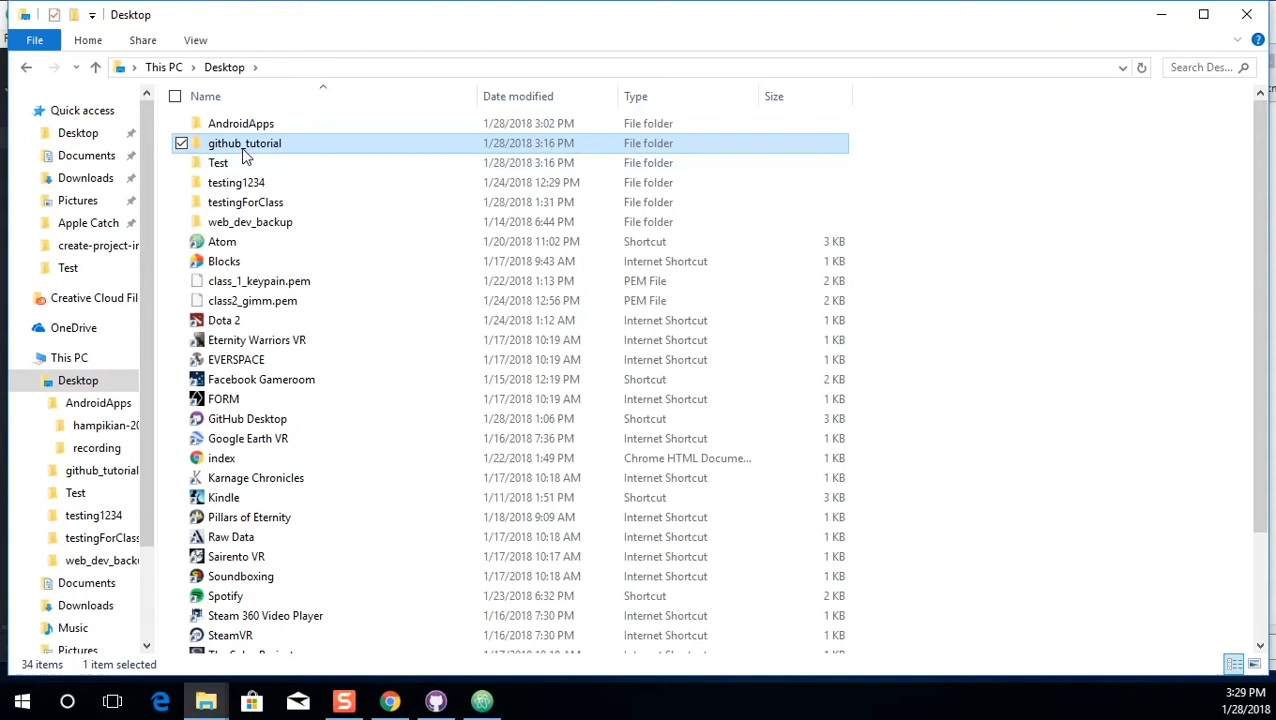 Desktop
File Home Share View
This PC Desktop Search Des...
Name Date modified Type Size
Quick access
Desktop
Documents
Downloads
Pictures
Apple Catch
create-project-in
Test
Creative Cloud Fil
OneDrive
This PC
Desktop
AndroidApps
hampikian-20
recording
github_tutorial
Test
testing1234
testingForClass
web_dev_backu
Documents
Downloads
Music
Pictures
AndroidApps 1/28/2018 3:02 PM File folder
github_tutorial 1/28/2018 3:16 PM File folder
Test 1/28/2018 3:16 PM File folder
testing1234 1/24/2018 12:29 PM File folder
testingForClass 1/28/2018 1:31 PM File folder
web_dev_backup 1/14/2018 6:44 PM File folder
Atom 1/20/2018 11:02 PM Shortcut 3 KB
Blocks 1/17/2018 9:43 AM Internet Shortcut 1 KB
class_1_keypain.pem 1/22/2018 1:13 PM PEM File 2 KB
class2_gimm.pem 1/24/2018 12:56 PM PEM File 2 KB
Dota 2 1/24/2018 1:12 AM Internet Shortcut 1 KB
Eternity Warriors VR 1/17/2018 10:19 AM Internet Shortcut 1 KB
EVERSPACE 1/17/2018 10:19 AM Internet Shortcut 1 KB
Facebook Gameroom 1/15/2018 12:19 PM Shortcut 2 KB
FORM 1/17/2018 10:19 AM Internet Shortcut 1 KB
GitHub Desktop 1/28/2018 1:06 PM Shortcut 3 KB
Google Earth VR 1/16/2018 7:36 PM Internet Shortcut 1 KB
index 1/22/2018 1:49 PM Chrome HTML Docume... 1 KB
Karnage Chronicles 1/17/2018 10:18 AM Internet Shortcut 1 KB
Kindle 1/11/2018 1:51 PM Shortcut 3 KB
Pillars of Eternity 1/18/2018 9:09 AM Internet Shortcut 1 KB
Raw Data 1/17/2018 10:18 AM Internet Shortcut 1 KB
Sairento VR 1/17/2018 10:17 AM Internet Shortcut 1 KB
Soundboxing 1/17/2018 10:18 AM Internet Shortcut 1 KB
Spotify 1/23/2018 6:32 PM Shortcut 2 KB
Steam 360 Video Player 1/16/2018 7:30 PM Internet Shortcut 1 KB
SteamVR 1/16/2018 7:30 PM Internet Shortcut 1 KB
34 items 1 item selected
3:29 PM
1/28/2018